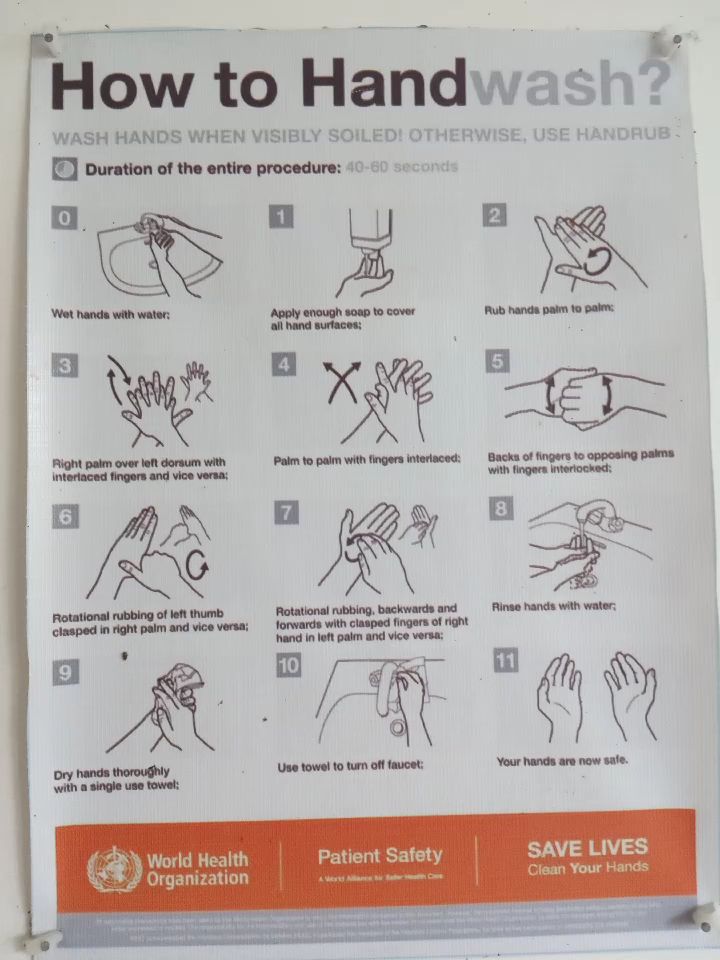 How to Handwash?
WASH HANDS WHEN VISIBLY SOILED! OTHERWISE, USE HANDRUB
Duration of the entire procedure: 40-60 seconds
0
Wet hands with water;
1
Apply enough soap to cover
all hand surfaces;
2
Rub hands palm to palm;
3
Right palm over left dorsum with
interlaced fingers and vice versa;
4
Palm to palm with fingers interlaced;
5
Backs of fingers to opposing palms
with fingers interlocked;
6
Rotational rubbing of left thumb
clasped in right palm and vice versa;
7
Rotational rubbing, backwards and
forwards with clasped fingers of right
hand in left palm and vice versa;
8
Rinse hands with water;
9
Dry hands thoroughly
with a single use towel;
10
Use towel to turn off faucet;
11
Your hands are now safe.
World Health
Organization
Patient Safety
A World Alliance for Safer Health Care
SAVE LIVES
Clean Your Hands